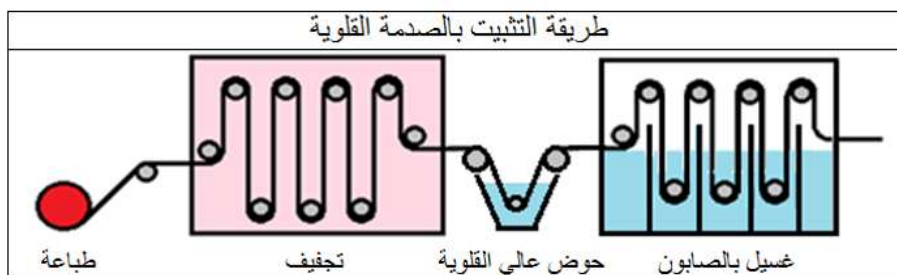 طريقة التثبيت بالصدمة القلوية
طباعة
تجفيف
حوض عالي القلوية
غسيل بالصابون